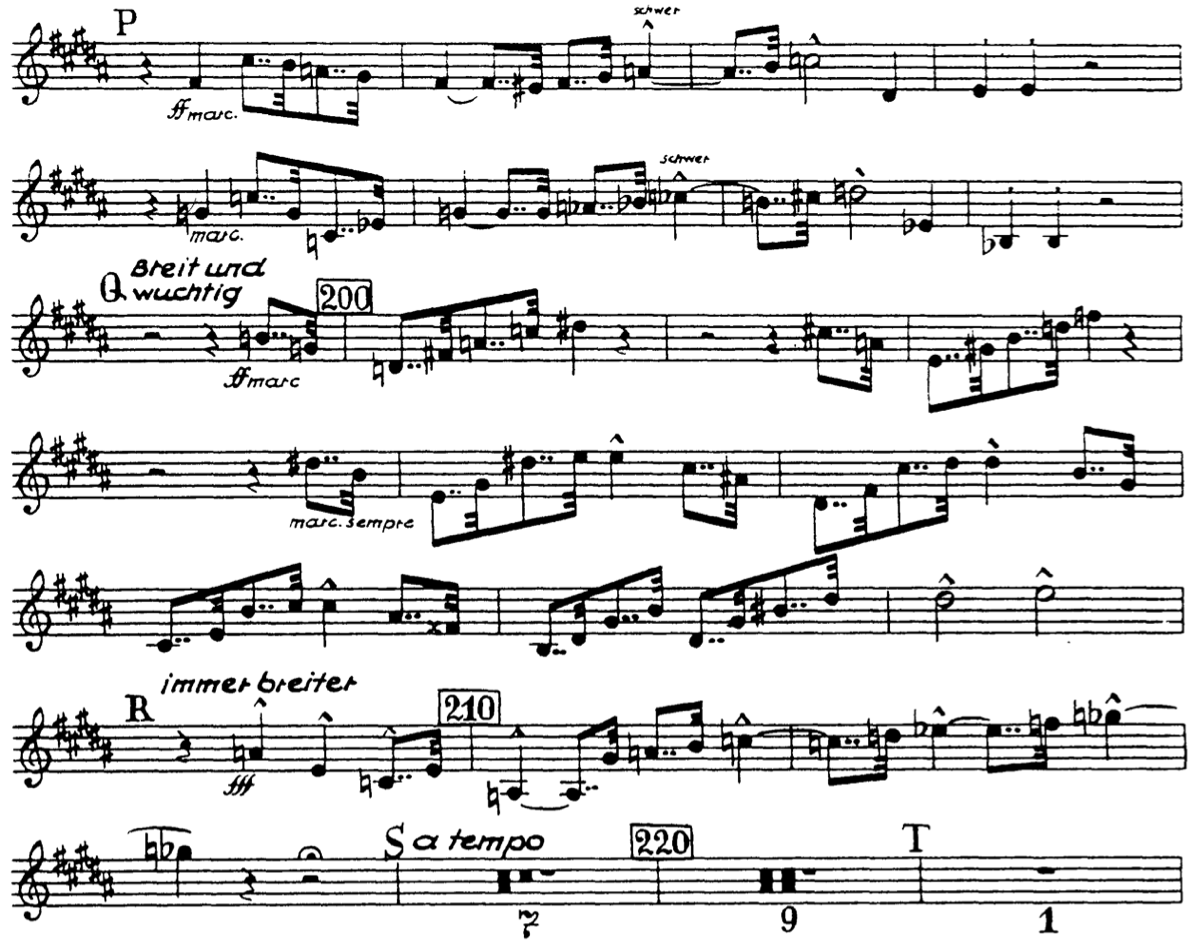 P
schwer
ff marc.
schwer
marc.
Q Breit und
wuchtig
200
ff marc
marc. sempre
R immer breiter
210
fff
S a tempo
220
T
7
9
1